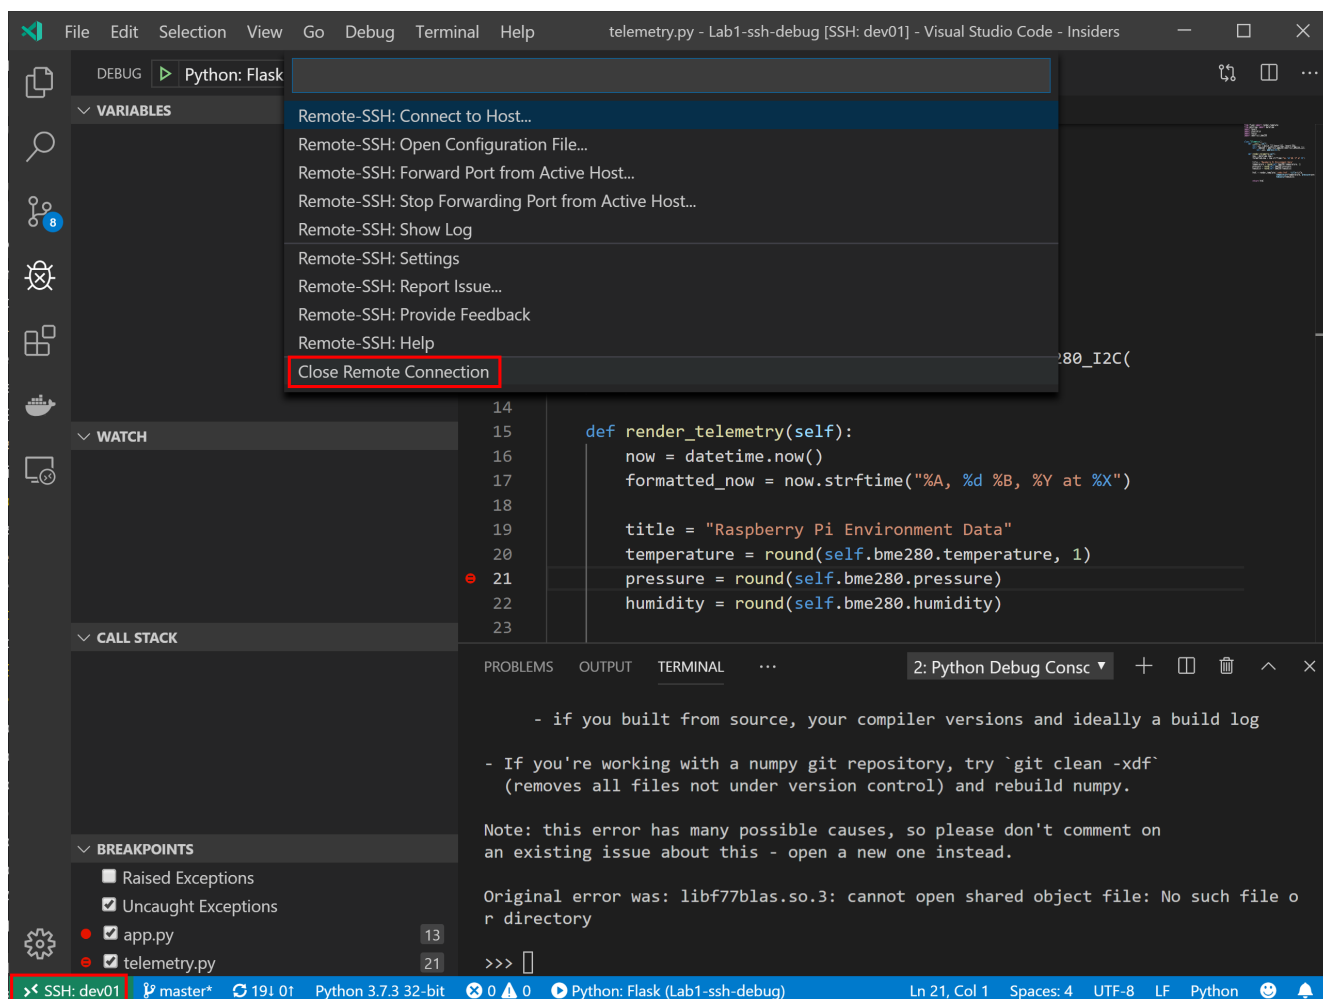 File Edit Selection View Go Debug Terminal Help telemetry.py - Lab1-ssh-debug [SSH: dev01] - Visual Studio Code - Insiders
DEBUG Python: Flask
VARIABLES
Remote-SSH: Connect to Host...
Remote-SSH: Open Configuration File...
Remote-SSH: Forward Port from Active Host...
Remote-SSH: Stop Forwarding Port from Active Host...
Remote-SSH: Show Log
Remote-SSH: Settings
Remote-SSH: Report Issue...
Remote-SSH: Provide Feedback
Remote-SSH: Help
Close Remote Connection
8
280_I2C(
14
15 def render_telemetry(self):
16 now = datetime.now()
17 formatted_now = now.strftime("%A, %d %B, %Y at %X")
18
19 title = "Raspberry Pi Environment Data"
20 temperature = round(self.bme280.temperature, 1)
21 pressure = round(self.bme280.pressure)
22 humidity = round(self.bme280.humidity)
23
WATCH
CALL STACK
BREAKPOINTS
Raised Exceptions
Uncaught Exceptions
app.py 13
telemetry.py 21
PROBLEMS OUTPUT TERMINAL ··· 2: Python Debug Consc
- if you built from source, your compiler versions and ideally a build log
- If you're working with a numpy git repository, try `git clean -xdf`
(removes all files not under version control) and rebuild numpy.
Note: this error has many possible causes, so please don't comment on
an existing issue about this - open a new one instead.
Original error was: libf77blas.so.3: cannot open shared object file: No such file o
r directory
>>>
SSH: dev01 master* 19↓ 0↑ Python 3.7.3 32-bit 0 0 Python: Flask (Lab1-ssh-debug) Ln 21, Col 1 Spaces: 4 UTF-8 LF Python